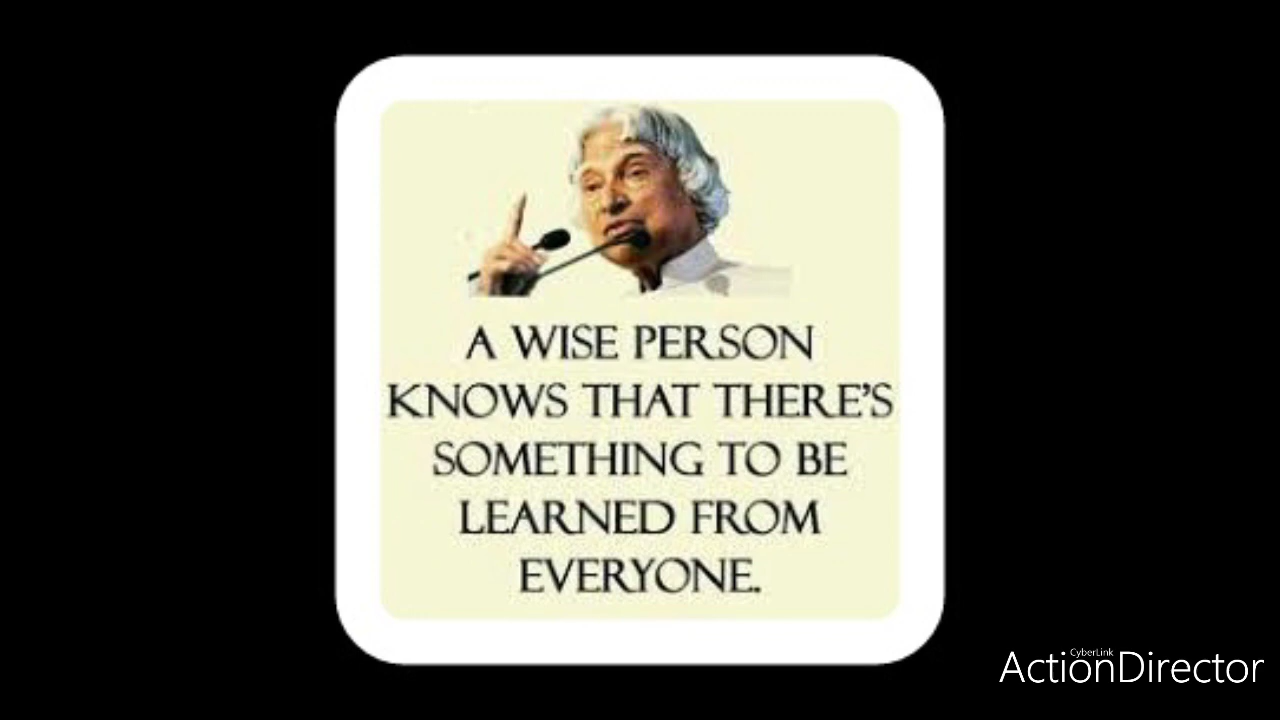 A WISE PERSON
KNOWS THAT THERE'S
SOMETHING TO BE
LEARNED FROM
EVERYONE.
CyberLink
ActionDirector